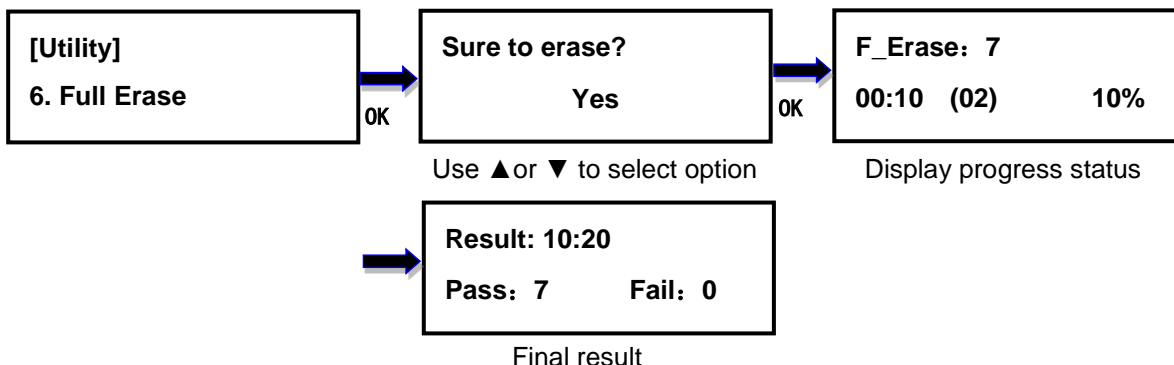 [Utility]
6. Full Erase
OK
Sure to erase?
Yes
Use ▲or ▼ to select option
OK
F_Erase：7
00:10 (02) 10%
Display progress status
Result: 10:20
Pass：7 Fail：0
Final result